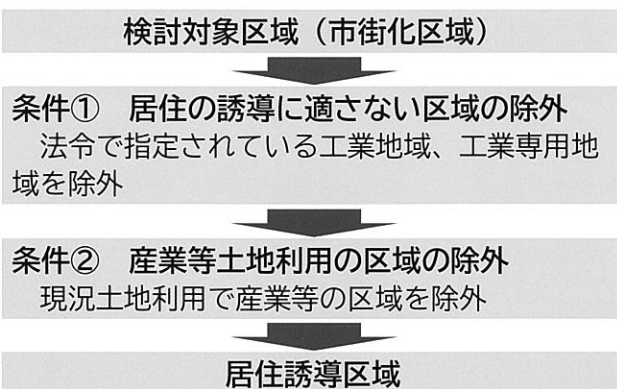 検討対象区域（市街化区域）
条件① 居住の誘導に適さない区域の除外
法令で指定されている工業地域、工業専用地
域を除外
条件② 産業等土地利用の区域の除外
現況土地利用で産業等の区域を除外
居住誘導区域